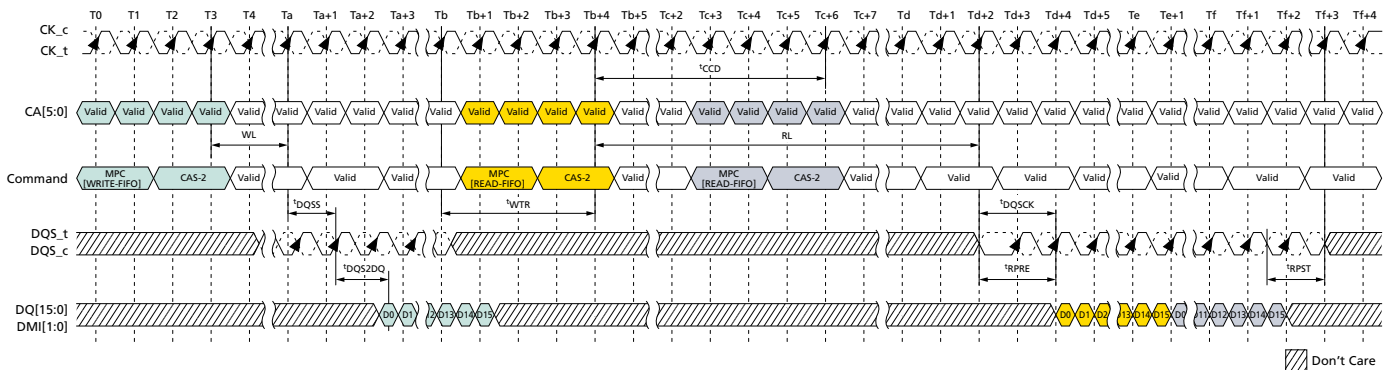 T0 T1 T2 T3 T4 Ta Ta+1 Ta+2 Ta+3 Tb Tb+1 Tb+2 Tb+3 Tb+4 Tb+5 Tc+2 Tc+3 Tc+4 Tc+5 Tc+6 Tc+7 Td Td+1 Td+2 Td+3 Td+4 Td+5 Te Te+1 Tf Tf+1 Tf+2 Tf+3 Tf+4
CK_c
CK_t
tCCD
CA[5:0] Valid Valid Valid Valid Valid Valid Valid Valid Valid Valid Valid Valid Valid Valid Valid Valid Valid Valid Valid Valid Valid Valid Valid Valid Valid Valid Valid Valid Valid Valid Valid Valid Valid Valid
WL RL
Command MPC [WRITE-FIFO] CAS-2 Valid Valid Valid MPC [READ-FIFO] CAS-2 Valid MPC [READ-FIFO] CAS-2 Valid Valid Valid Valid Valid Valid Valid Valid
tDQSS tWTR tDQSCK
DQS_t
DQS_c
tDQS2DQ tRPRE tRPST
DQ[15:0] D0 D1 2 D13 D14 D15 D0 D1 D2 13 D14 D15 D0 11 D12 D13 D14 D15
DMI[1:0]
Don't Care